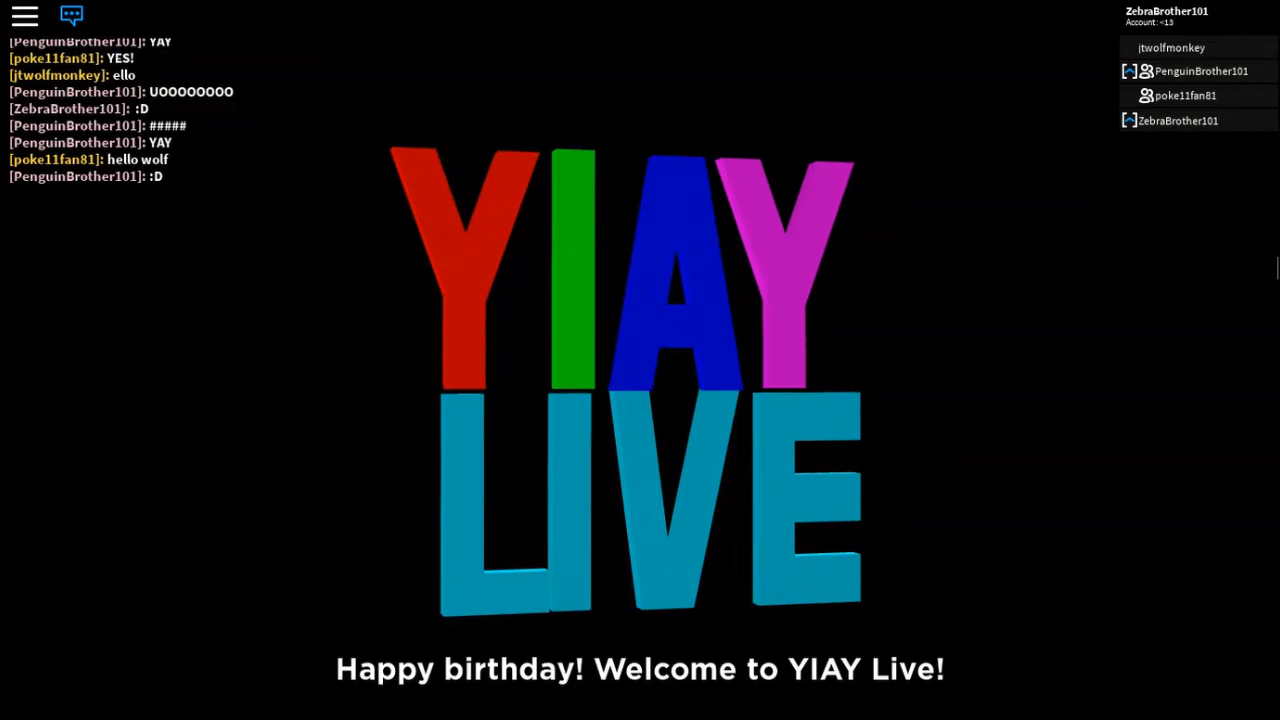 ZebraBrother101
Account: <13
[PenguinBrother101]: YAY
[poke11fan81]: YES!
[jtwolfmonkey]: ello
[PenguinBrother101]: UOOOOOOOO
[ZebraBrother101]: :D
[PenguinBrother101]: #####
[PenguinBrother101]: YAY
[poke11fan81]: hello wolf
[PenguinBrother101]: :D
jtwolfmonkey
PenguinBrother101
poke11fan81
ZebraBrother101
YIAY
LIVE
Happy birthday! Welcome to YIAY Live!